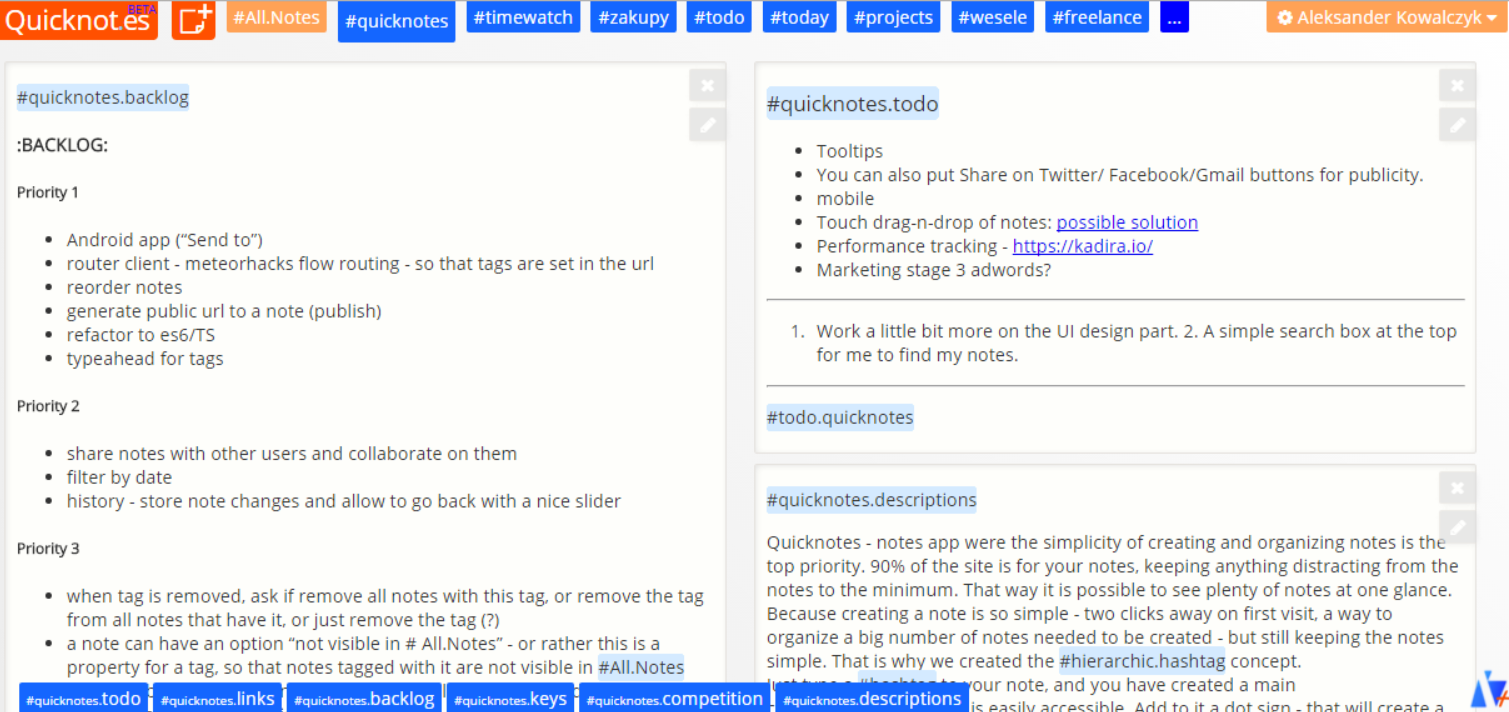 Quicknot.es BETA
#All.Notes #quicknotes #timewatch #zakupy #todo #today #projects #wesele #freelance ... Aleksander Kowalczyk
#quicknotes.backlog
:BACKLOG:
Priority 1
Android app (“Send to”)
router client - meteorhacks flow routing - so that tags are set in the url
reorder notes
generate public url to a note (publish)
refactor to es6/TS
typeahead for tags
Priority 2
share notes with other users and collaborate on them
filter by date
history - store note changes and allow to go back with a nice slider
Priority 3
when tag is removed, ask if remove all notes with this tag, or remove the tag
from all notes that have it, or just remove the tag (?)
a note can have an option “not visible in # All.Notes” - or rather this is a
property for a tag, so that notes tagged with it are not visible in #All.Notes
#quicknotes.todo
Tooltips
You can also put Share on Twitter/ Facebook/Gmail buttons for publicity.
mobile
Touch drag-n-drop of notes: possible solution
Performance tracking - https://kadira.io/
Marketing stage 3 adwords?
1. Work a little bit more on the UI design part. 2. A simple search box at the top
for me to find my notes.
#todo.quicknotes
#quicknotes.descriptions
Quicknotes - notes app were the simplicity of creating and organizing notes is the
top priority. 90% of the site is for your notes, keeping anything distracting from the
notes to the minimum. That way it is possible to see plenty of notes at one glance.
Because creating a note is so simple - two clicks away on first visit, a way to
organize a big number of notes needed to be created - but still keeping the notes
simple. That is why we created the #hierarchic.hashtag concept.
Just type a #hashtag to your note, and you have created a main
is easily accessible. Add to it a dot sign - that will create a
#quicknotes.todo #quicknotes.links #quicknotes.backlog #quicknotes.keys #quicknotes.competition #quicknotes.descriptions